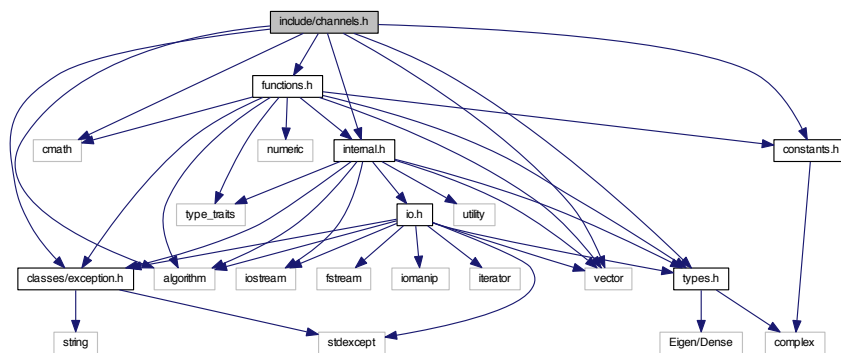 include/channels.h
functions.h
cmath
numeric
internal.h
constants.h
type_traits
io.h
utility
classes/exception.h
algorithm
iostream
fstream
iomanip
iterator
vector
types.h
string
stdexcept
Eigen/Dense
complex